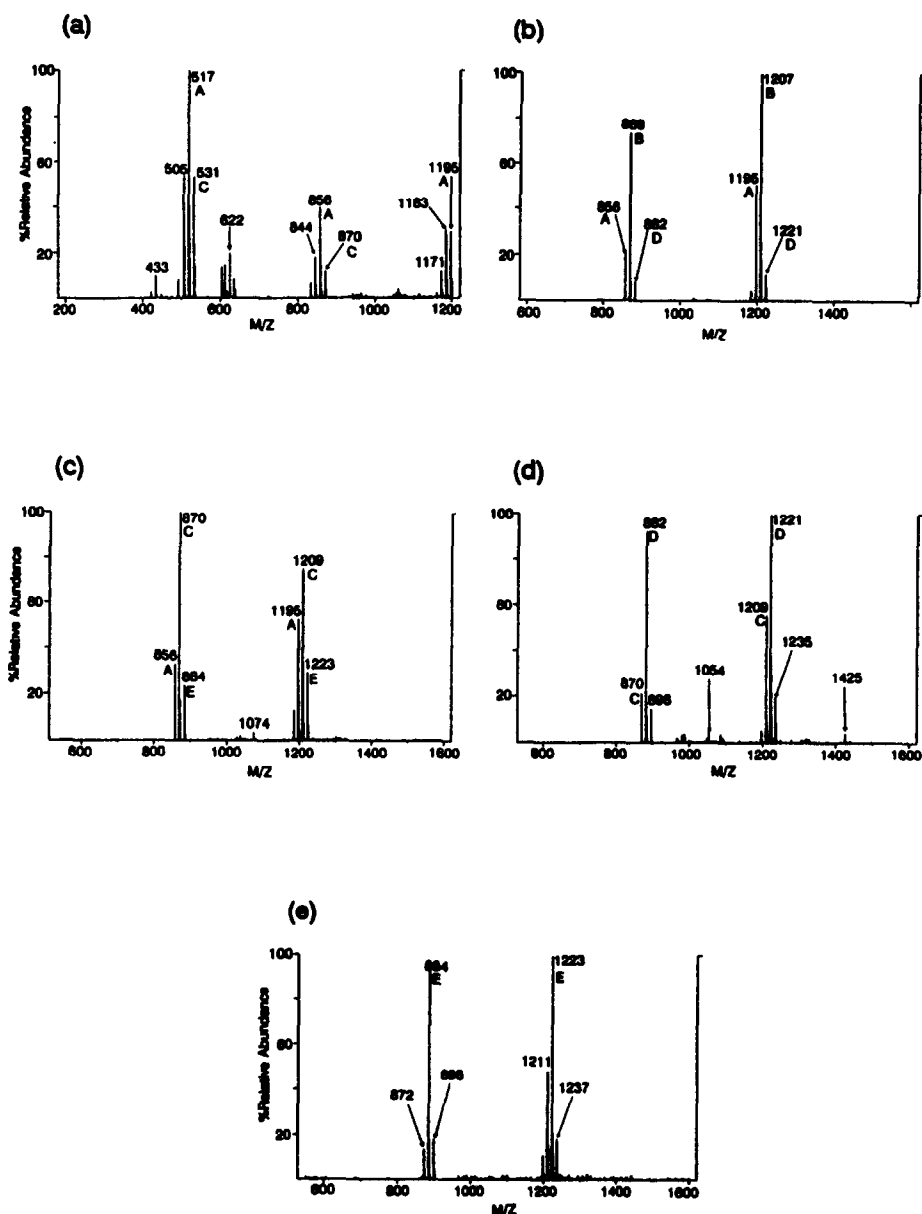 (a)
100
60
20
%Relative Abundance
517
A
505
531
C
433
622
844
856
A
870
C
1171
1183
1195
A
200 400 600 800 1000 1200
M/Z
(b)
100
60
20
1207
B
B
1195
A
856
A
882
D
1221
D
600 800 1000 1200 1400
M/Z
(c)
100
60
20
%Relative Abundance
870
C
1209
C
1195
A
856
A
884
E
1223
E
1074
600 800 1000 1200 1400 1600
M/Z
(d)
100
60
20
882
D
1221
D
1209
C
1235
870
C
896
1054
1425
600 800 1000 1200 1400 1600
M/Z
(e)
100
60
20
%Relative Abundance
884
E
1223
E
1211
1237
872
600 800 1000 1200 1400 1600
M/Z